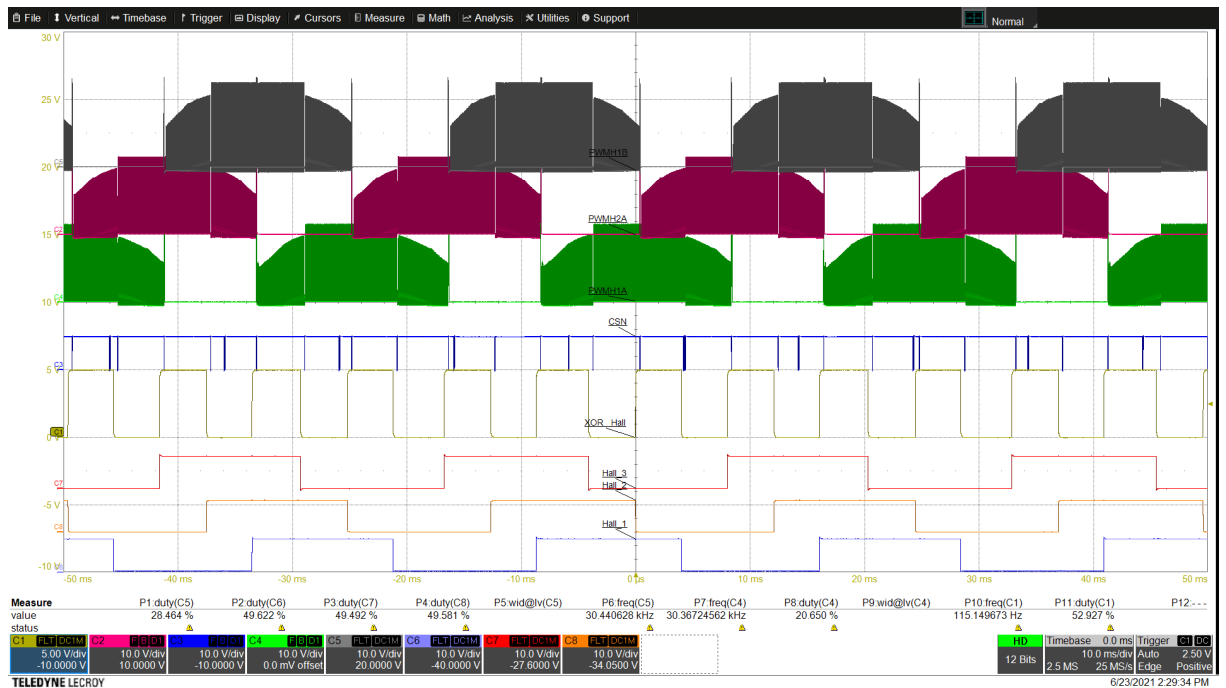 File Vertical Timebase Trigger Display Cursors Measure Math Analysis Utilities Support Normal
30 V
25 V
PWMH1B
C5
20 V
PWMH2A
C2
15 V
PWMH1A
C4
10 V
CSN
C3
5 V
XOR_Hall
C1
0 V
Hall_3
C7
Hall_2
-5 V
Hall_1
C8
-10 V
-50 ms -40 ms -30 ms -20 ms -10 ms 0 µs 10 ms 20 ms 30 ms 40 ms 50 ms
Measure P1:duty(C5) P2:duty(C6) P3:duty(C7) P4:duty(C8) P5:wid@lv(C5) P6:freq(C5) P7:freq(C4) P8:duty(C4) P9:wid@lv(C4) P10:freq(C1) P11:duty(C1) P12:---
value 28.464 % 49.622 % 49.492 % 49.581 % 30.440628 kHz 30.36724562 kHz 20.650 % 115.149673 Hz 52.927 %
status
C1 FLT DC1M C2 F B D1 C4 F B D1 C5 FLT DC1M C6 FLT DC1M C7 FLT DC1M C8 FLT DC1M HD Timebase 0.0 ms Trigger C1 DC
5.00 V/div 10.0 V/div 10.0 V/div 10.0 V/div 10.0 V/div 10.0 V/div 10.0 V/div 10.0 V/div 12 Bits 10.0 ms/div Auto 2.50 V
-10.0000 V 10.0000 V -10.0000 V 0.0 mV offset 20.0000 V -40.0000 V -27.6000 V -34.0500 V 2.5 MS 25 MS/s Edge Positive
TELEDYNE LECROY 6/23/2021 2:29:34 PM